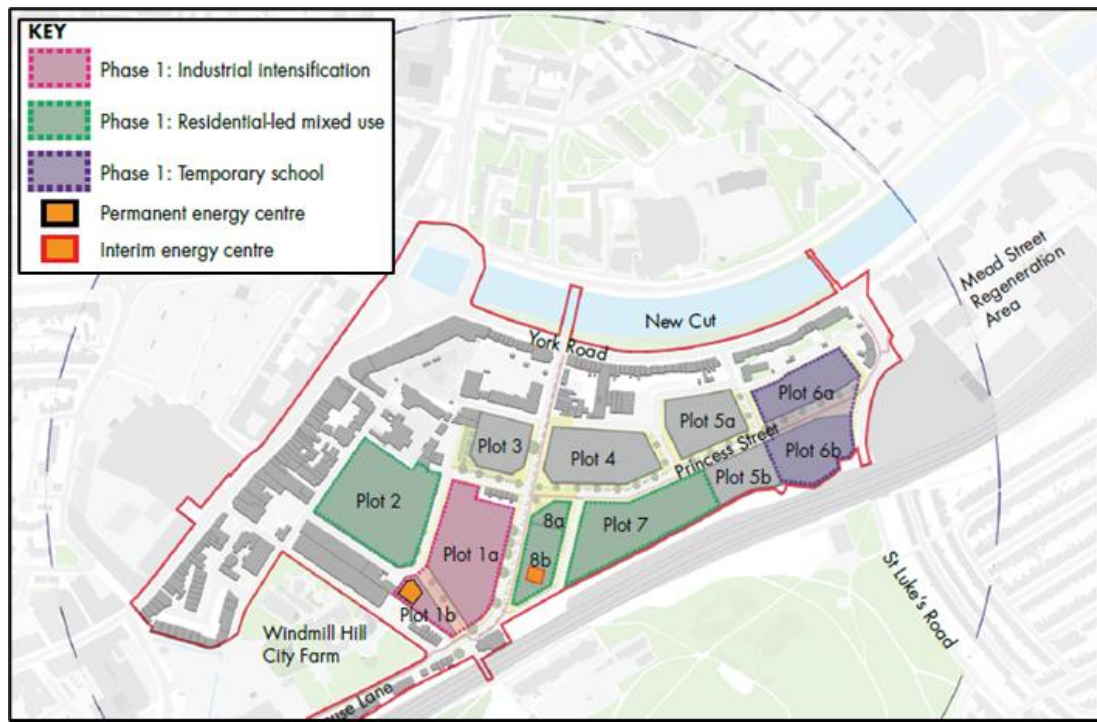 KEY
Phase 1: Industrial intensification
Phase 1: Residential-led mixed use
Phase 1: Temporary school
Permanent energy centre
Interim energy centre
Mead Street
Regeneration
Area
New Cut
York Road
Plot 6a
Plot 5a
Plot 3
Plot 4
Princess Street
Plot 6b
Plot 5b
Plot 2
8a
Plot 7
Plot 1a
8b
St Luke's Road
Plot 1b
Windmill Hill
City Farm
Lane